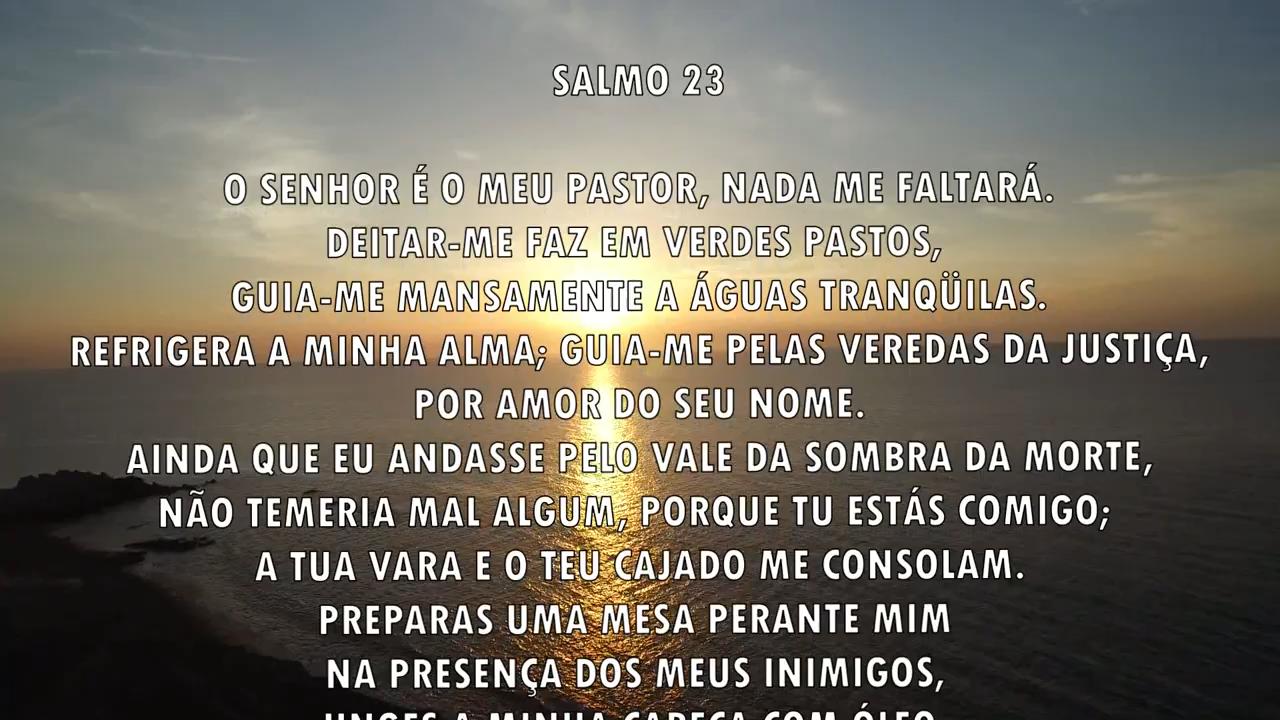 SALMO 23
O SENHOR É O MEU PASTOR, NADA ME FALTARÁ.
DEITAR-ME FAZ EM VERDES PASTOS,
GUIA-ME MANSAMENTE A ÁGUAS TRANQÜILAS.
REFRIGERA A MINHA ALMA; GUIA-ME PELAS VEREDAS DA JUSTIÇA,
POR AMOR DO SEU NOME.
AINDA QUE EU ANDASSE PELO VALE DA SOMBRA DA MORTE,
NÃO TEMERIA MAL ALGUM, PORQUE TU ESTÁS COMIGO;
A TUA VARA E O TEU CAJADO ME CONSOLAM.
PREPARAS UMA MESA PERANTE MIM
NA PRESENÇA DOS MEUS INIMIGOS,
UNGES A MINHA CABEÇA COM ÓLEO,